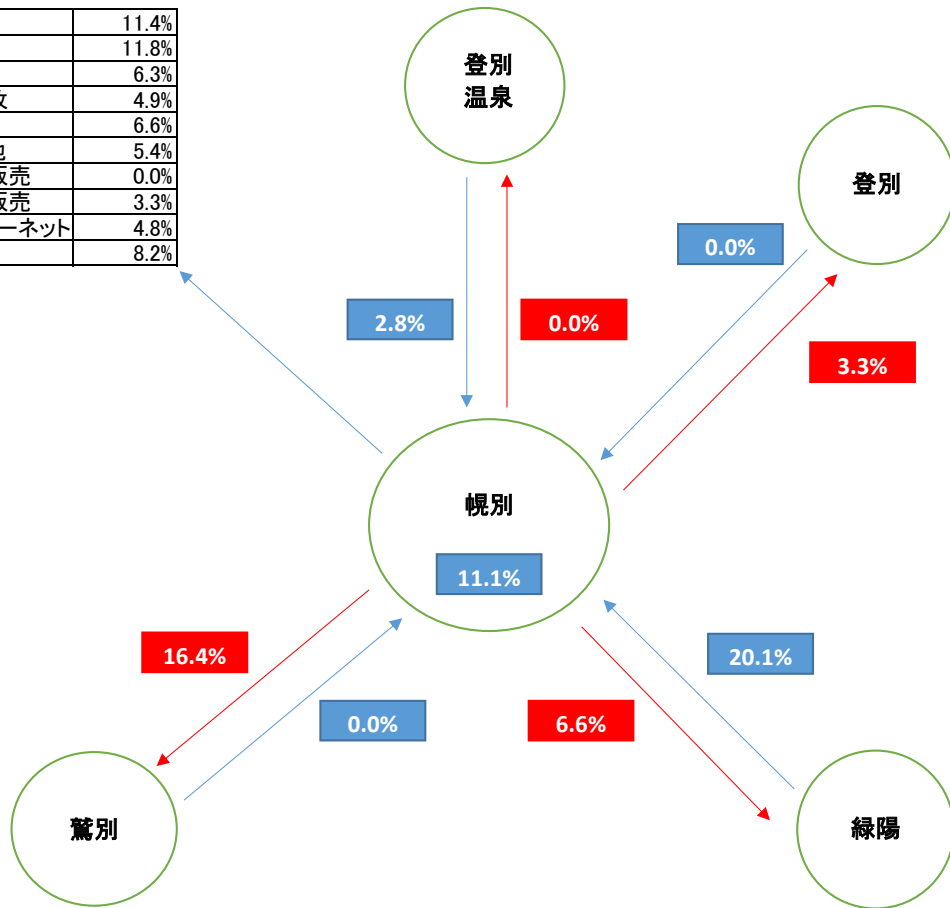 11.4%
11.8%
6.3%
4.9%
6.6%
5.4%
販売 0.0%
販売 3.3%
ーネット 4.8%
8.2%
登別
温泉
登別
0.0%
2.8%
0.0%
3.3%
幌別
11.1%
16.4%
20.1%
0.0%
6.6%
鷲別
緑陽